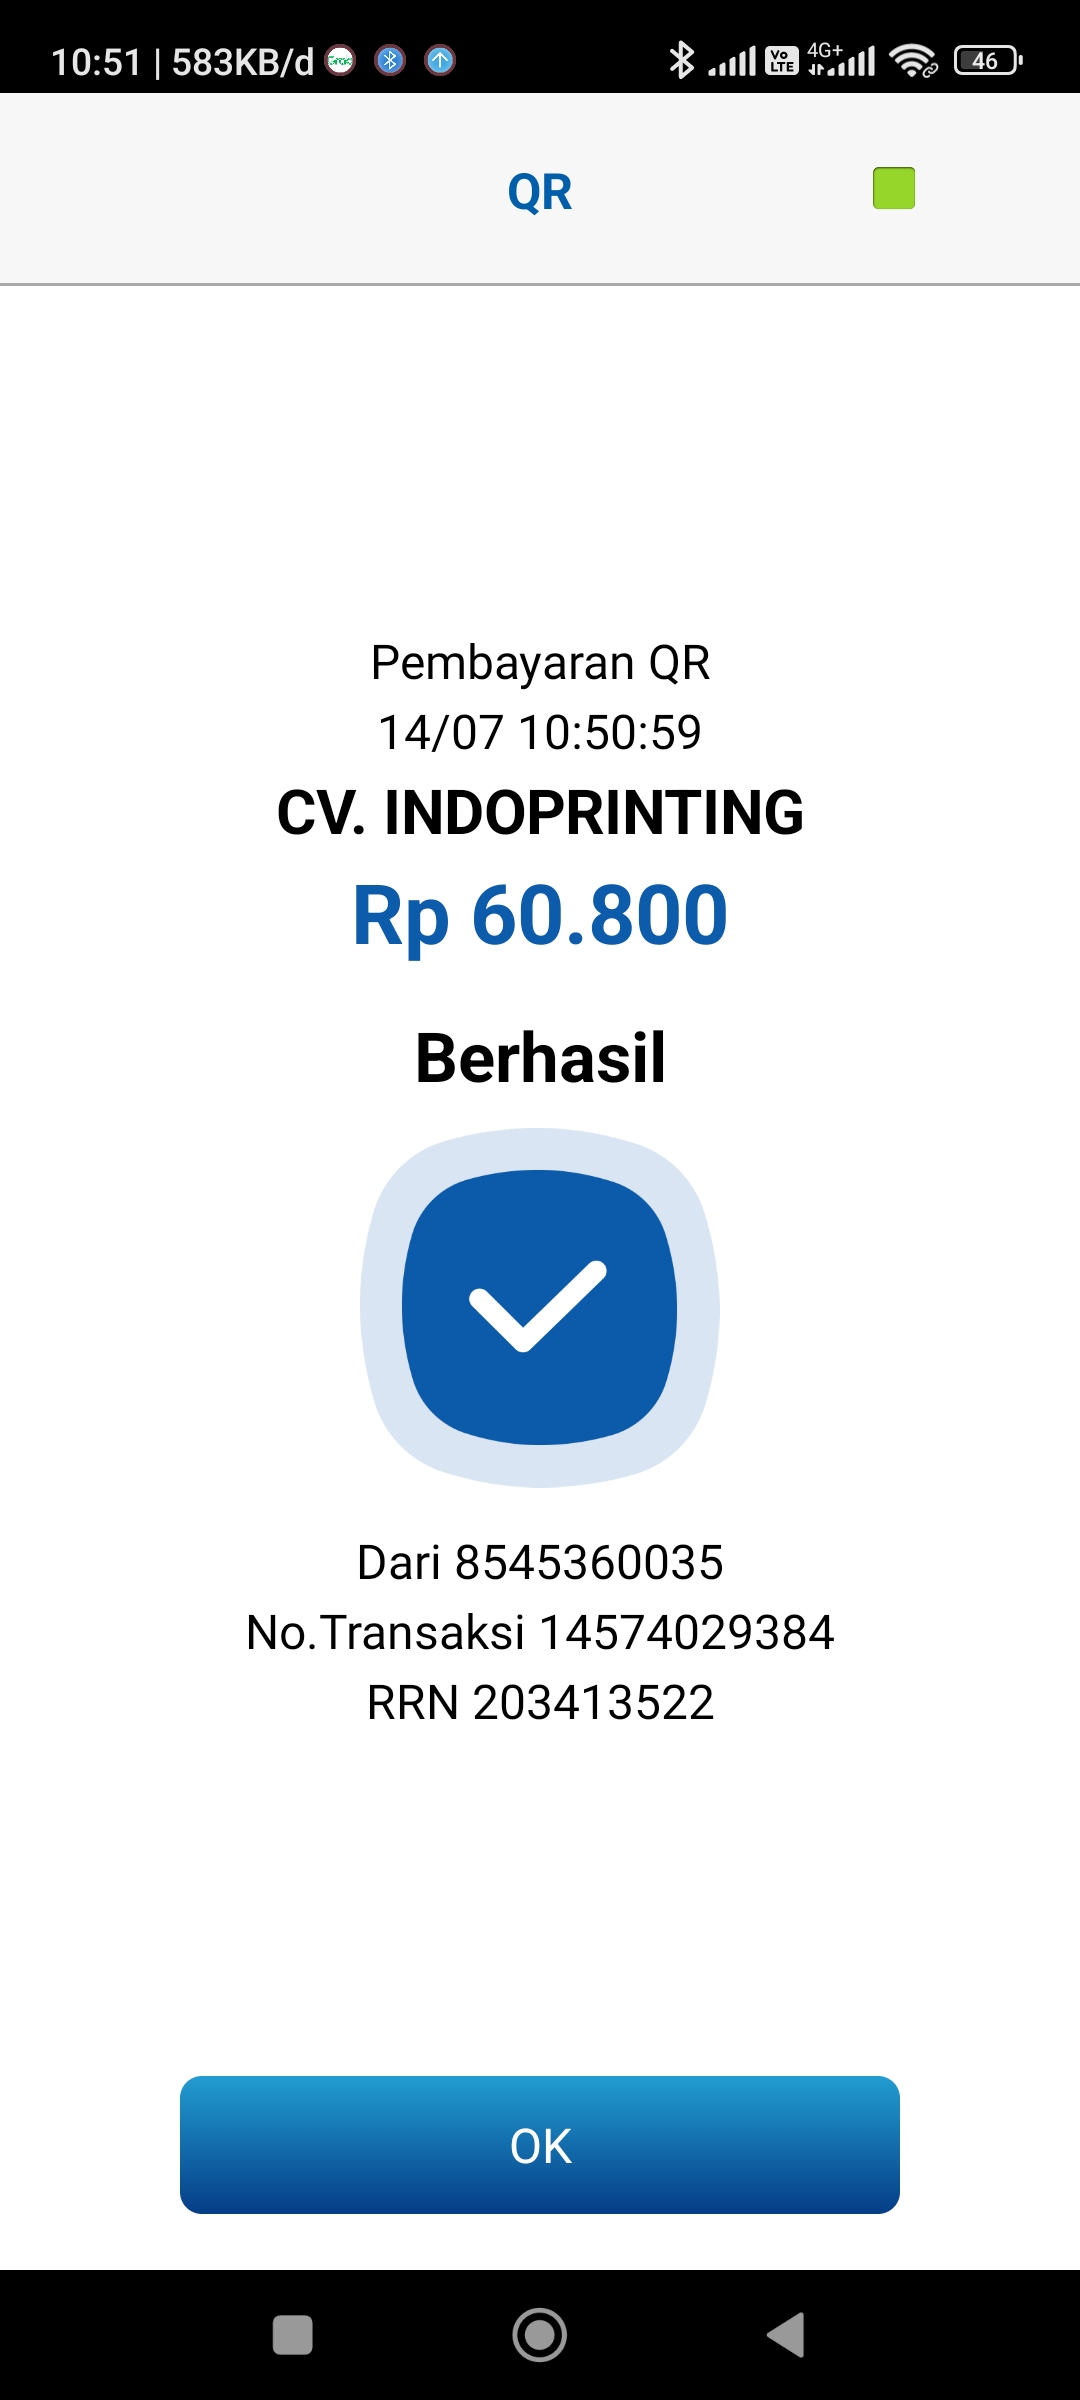 10:51 | 583KB/d
Vo LTE 4G+ 46
QR
Pembayaran QR
14/07 10:50:59
CV. INDOPRINTING
Rp 60.800
Berhasil
Dari 8545360035
No.Transaksi 14574029384
RRN 203413522
OK